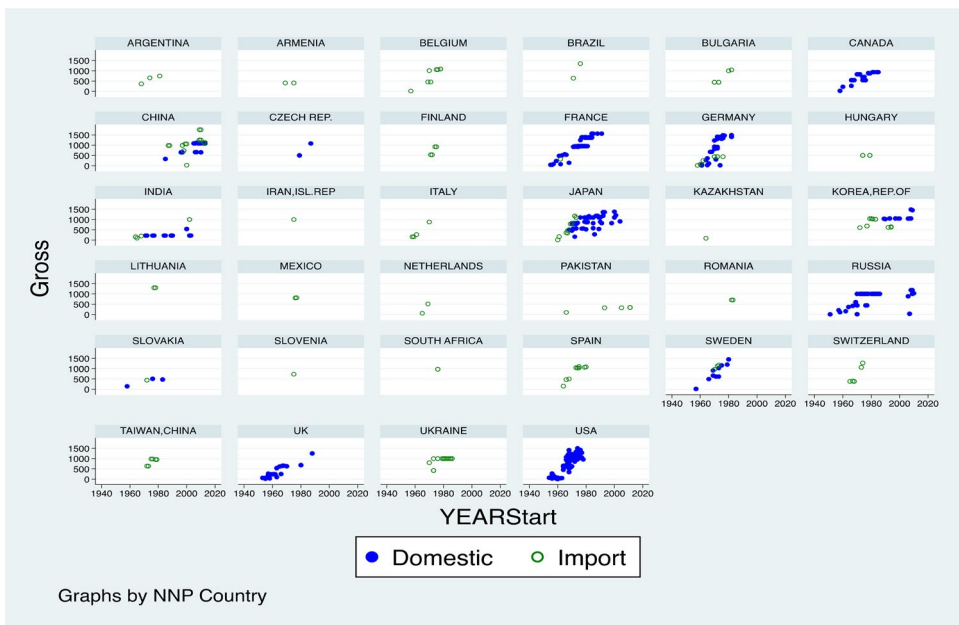 ARGENTINA ARMENIA BELGIUM BRAZIL BULGARIA CANADA
1500
1000
500
0
CHINA CZECH REP. FINLAND FRANCE GERMANY HUNGARY
1500
1000
500
0
INDIA IRAN,ISL.REP ITALY JAPAN KAZAKHSTAN KOREA,REP.OF
1500
1000
500
0
Gross
LITHUANIA MEXICO NETHERLANDS PAKISTAN ROMANIA RUSSIA
1500
1000
500
0
SLOVAKIA SLOVENIA SOUTH AFRICA SPAIN SWEDEN SWITZERLAND
1500
1000
500
0
1940 1960 1980 2000 2020 1940 1960 1980 2000 2020
TAIWAN,CHINA UK UKRAINE USA
1500
1000
500
0
1940 1960 1980 2000 2020 1940 1960 1980 2000 2020 1940 1960 1980 2000 2020 1940 1960 1980 2000 2020
YEARStart
Domestic Import
Graphs by NNP Country